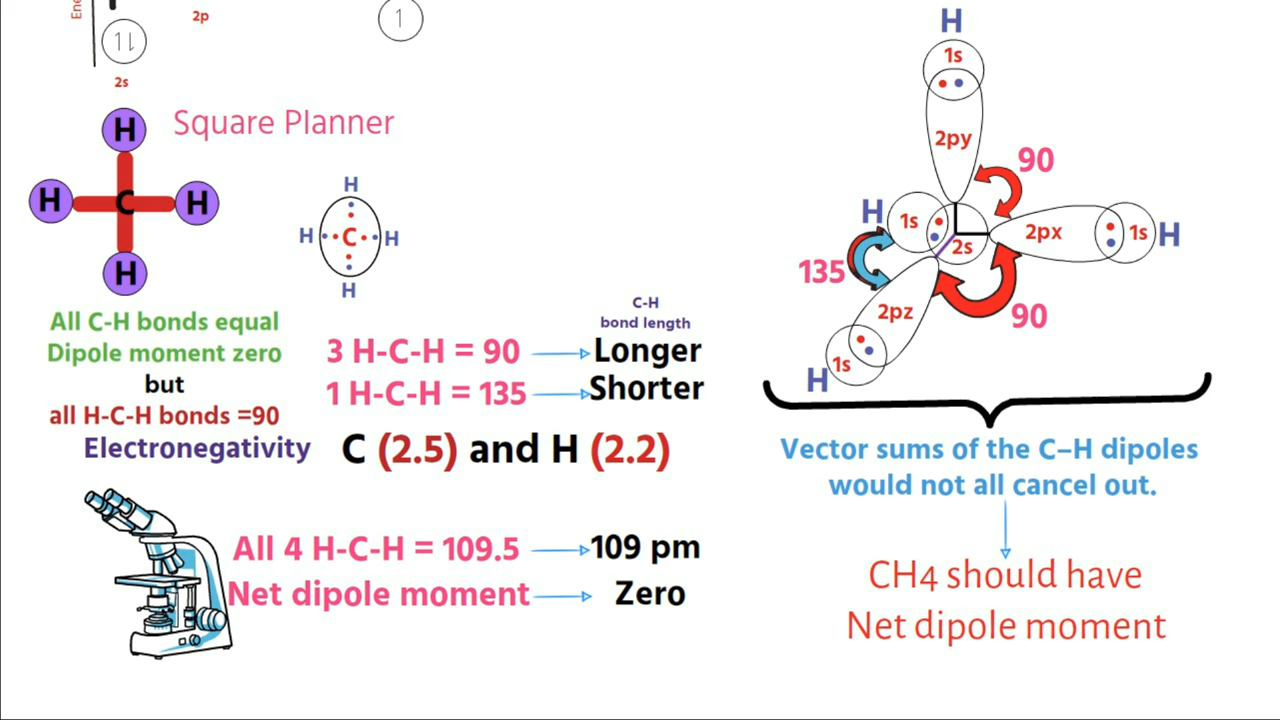 Ene
2p
1
1⇂
2s
H
Square Planner
H
C
H
H
H
H
C
H
H
All C-H bonds equal
Dipole moment zero
but
all H-C-H bonds =90
C-H
bond length
3 H-C-H = 90
Longer
1 H-C-H = 135
Shorter
Electronegativity
C (2.5) and H (2.2)
All 4 H-C-H = 109.5
109 pm
Net dipole moment
Zero
H
1s
2py
90
H
1s
2s
2px
1s
H
135
2pz
90
1s
H
Vector sums of the C–H dipoles
would not all cancel out.
CH4 should have
Net dipole moment